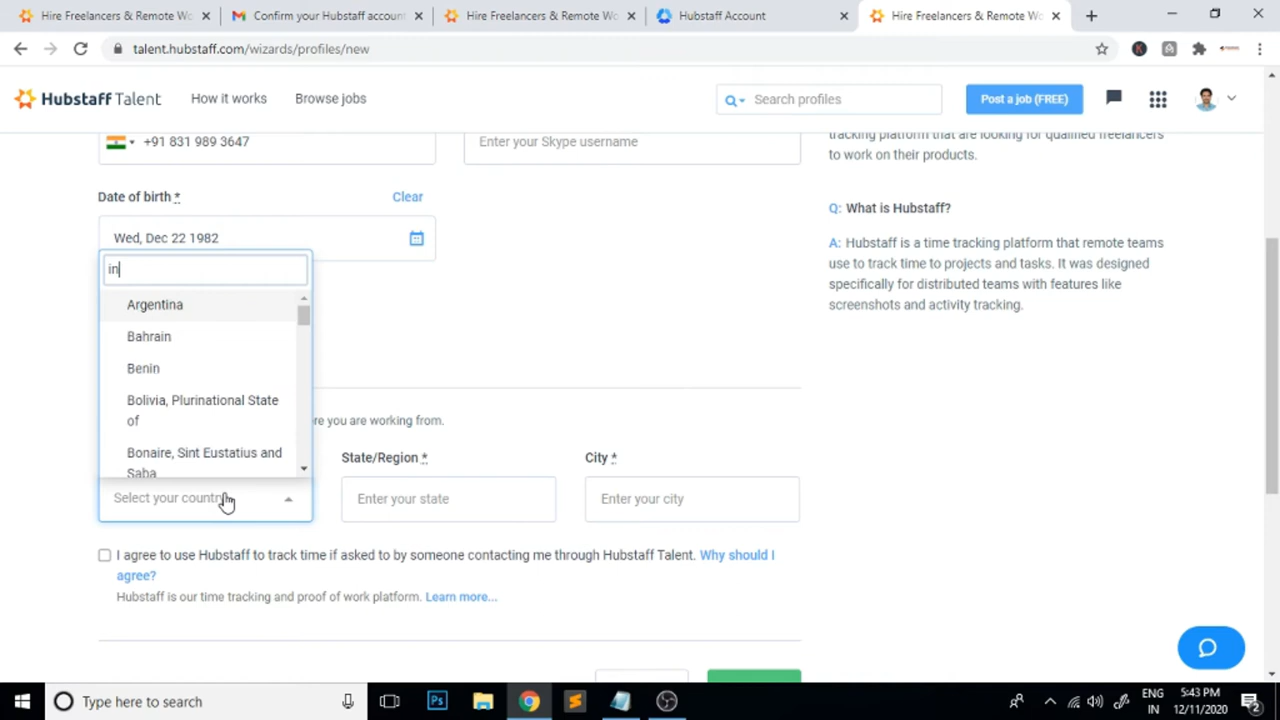 Hire Freelancers & Remote Wo
Confirm your Hubstaff accoun
Hire Freelancers & Remote Wo
Hubstaff Account
Hire Freelancers & Remote Wo
talent.hubstaff.com/wizards/profiles/new
Hubstaff Talent
How it works
Browse jobs
Search profiles
Post a job (FREE)
+91 831 989 3647
Enter your Skype username
tracking platform that are looking for qualified freelancers
to work on their products.
Date of birth *
Clear
Wed, Dec 22 1982
Q: What is Hubstaff?
A: Hubstaff is a time tracking platform that remote teams
use to track time to projects and tasks. It was designed
specifically for distributed teams with features like
screenshots and activity tracking.
in
Argentina
Bahrain
Benin
Bolivia, Plurinational State
of
Bonaire, Sint Eustatius and
Saba
ere you are working from.
State/Region *
City *
Select your country
Enter your state
Enter your city
I agree to use Hubstaff to track time if asked to by someone contacting me through Hubstaff Talent. Why should I
agree?
Hubstaff is our time tracking and proof of work platform. Learn more...
Type here to search
Ps
ENG
IN
5:43 PM
12/11/2020
2